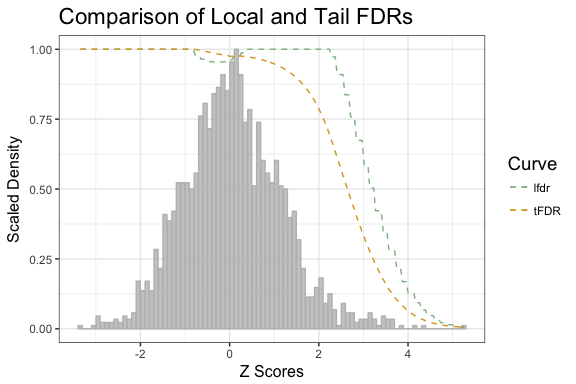 Comparison of Local and Tail FDRs
1.00
0.75
0.50
0.25
0.00
Scaled Density
-2
0
2
4
Z Scores
Curve
lfdr
tFDR